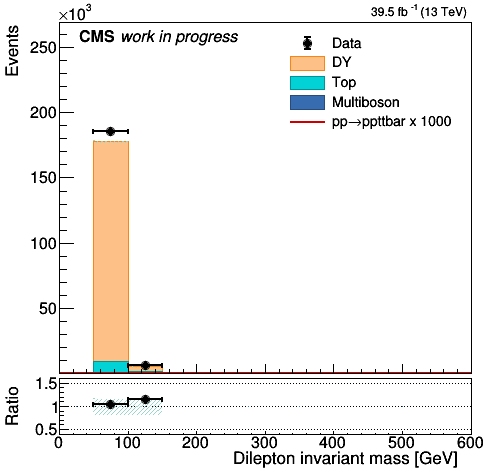 ×10³
39.5 fb⁻¹ (13 TeV)
CMS work in progress
Events
250
200
150
100
50
Data
DY
Top
Multiboson
pp→ppttbar x 1000
Ratio
1.5
1
0.5
0 100 200 300 400 500 600
Dilepton invariant mass [GeV]